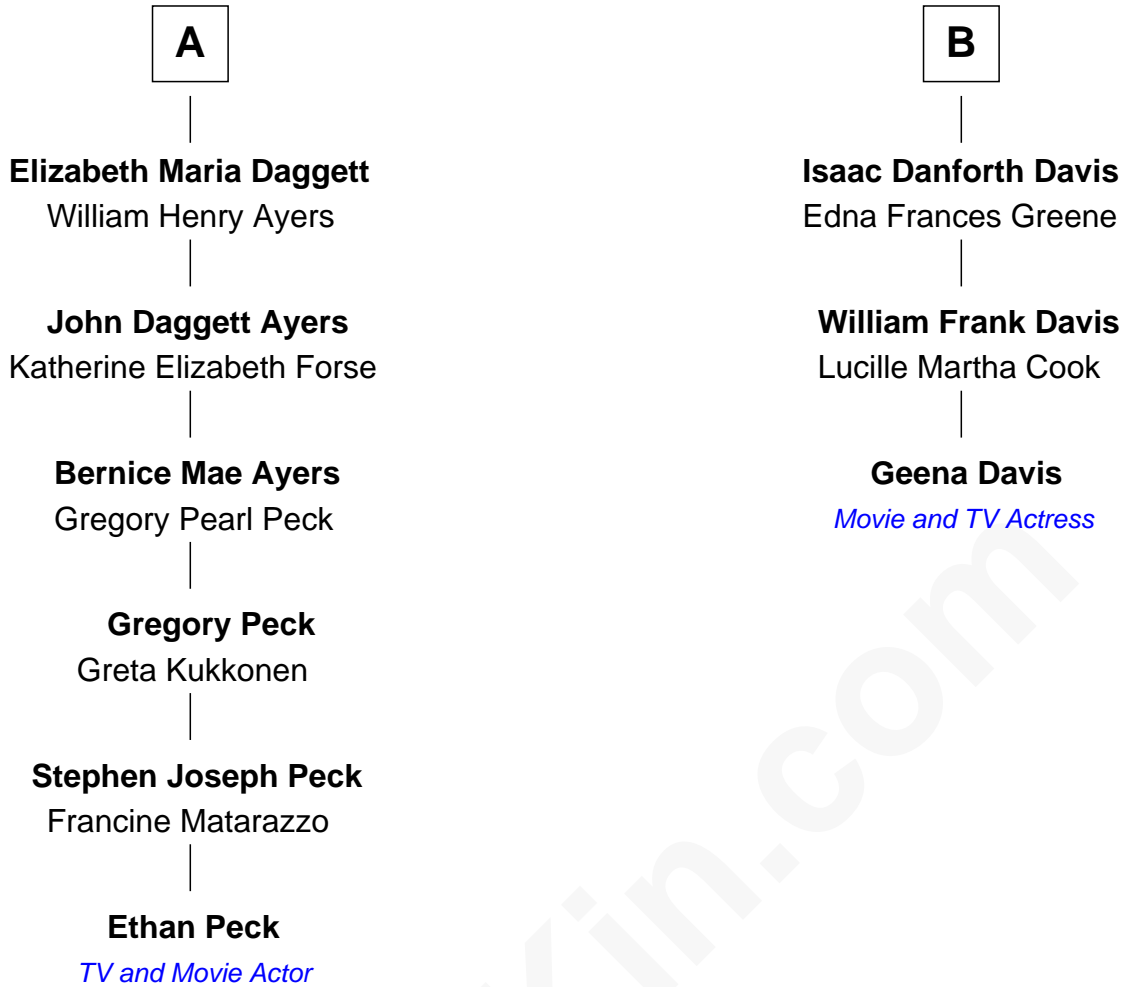 A
Elizabeth Maria Daggett
William Henry Ayers
John Daggett Ayers
Katherine Elizabeth Forse
Bernice Mae Ayers
Gregory Pearl Peck
Gregory Peck
Greta Kukkonen
Stephen Joseph Peck
Francine Matarazzo
Ethan Peck
TV and Movie Actor
B
Isaac Danforth Davis
Edna Frances Greene
William Frank Davis
Lucille Martha Cook
Geena Davis
Movie and TV Actress